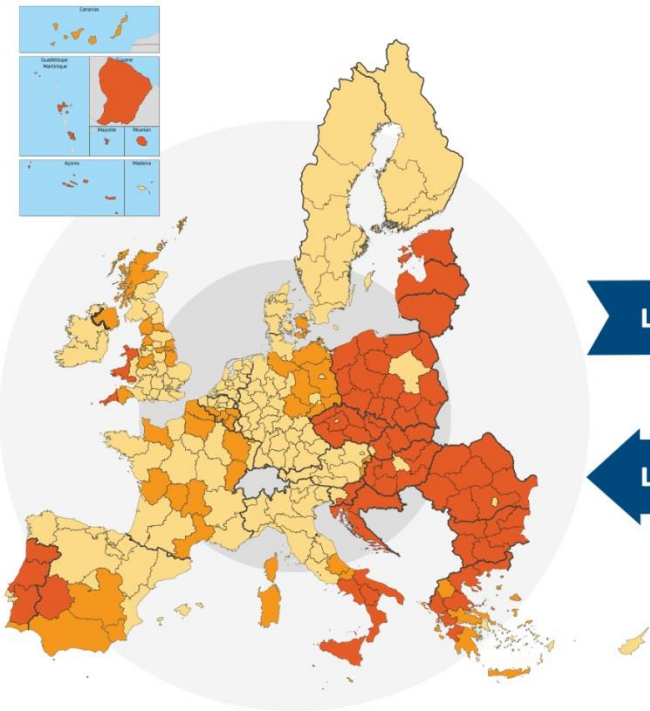 Canarias
Guadeloupe
Martinique
Guyane
Mayotte
Réunion
Açores
Madeira
L
L